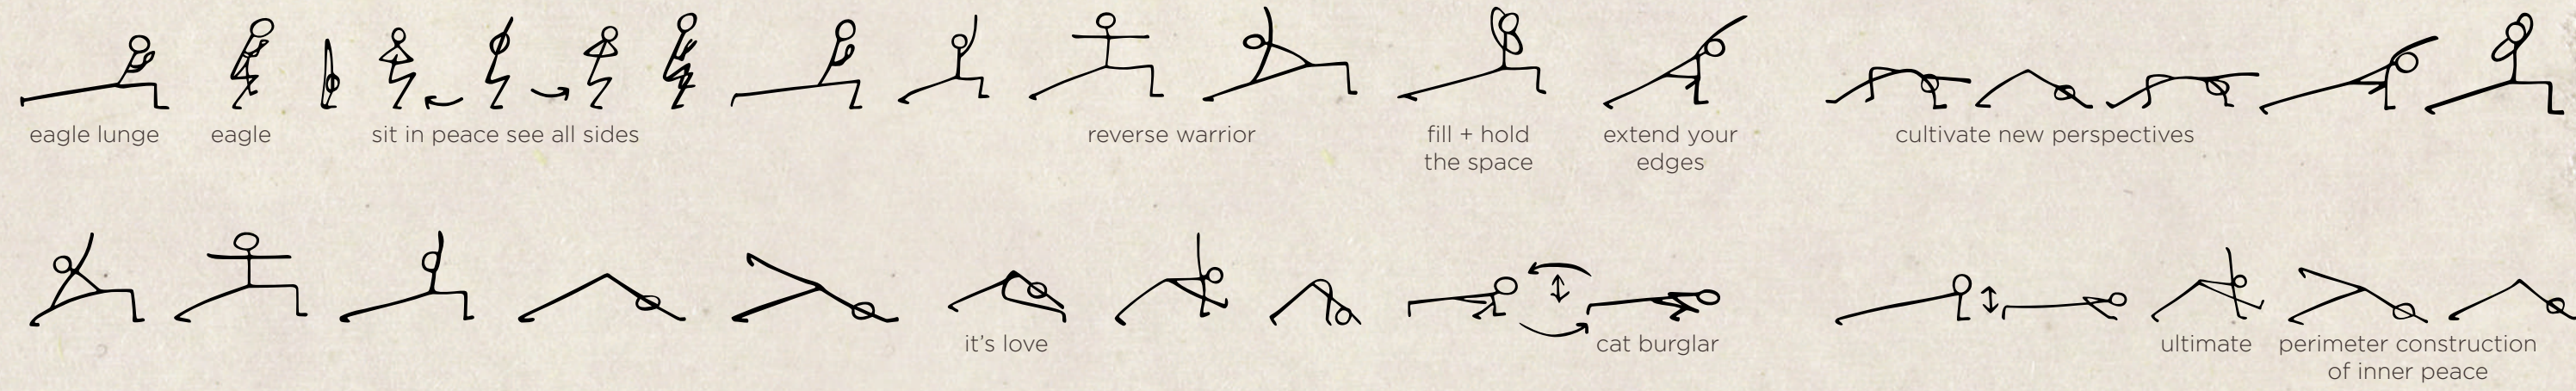 eagle lunge
eagle
sit in peace see all sides
reverse warrior
fill + hold
the space
extend your
edges
cultivate new perspectives
it's love
cat burglar
ultimate
perimeter construction
of inner peace